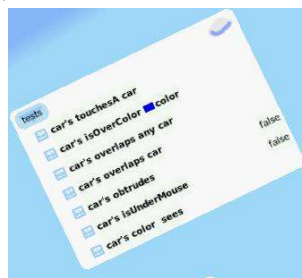 tests
car's touchesA car
car's isOverColor color
car's overlaps any car
car's overlaps car
car's obtrudes false
car's isUnderMouse false
car's color sees